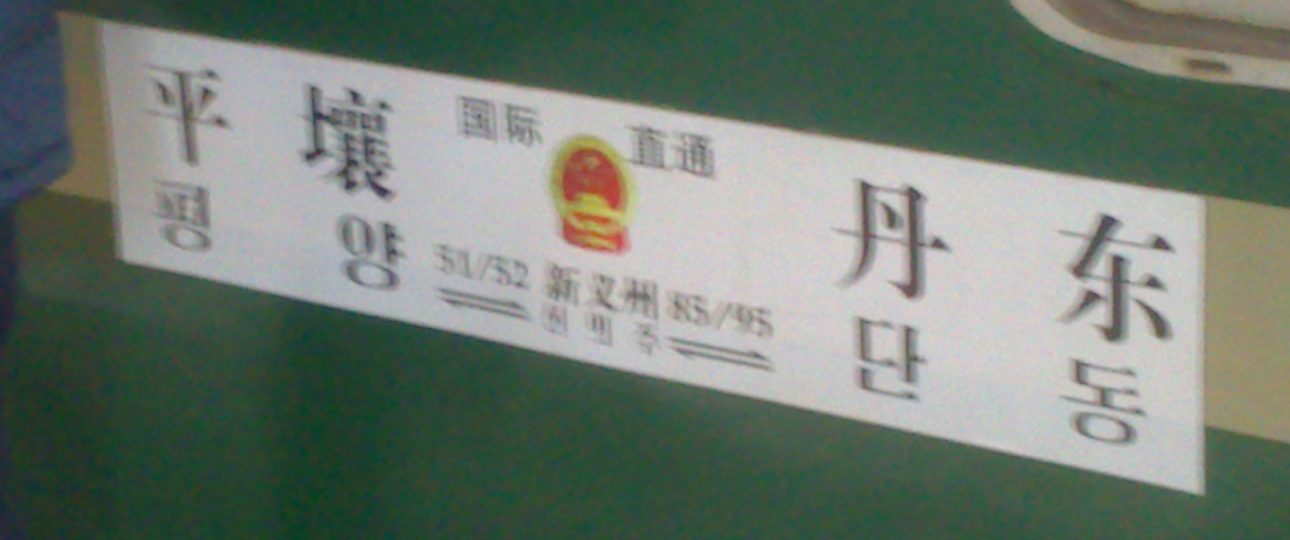 国际 直通
平 壤 丹 东
평 양 단 동
51/52 新义州 85/95
신 의 주